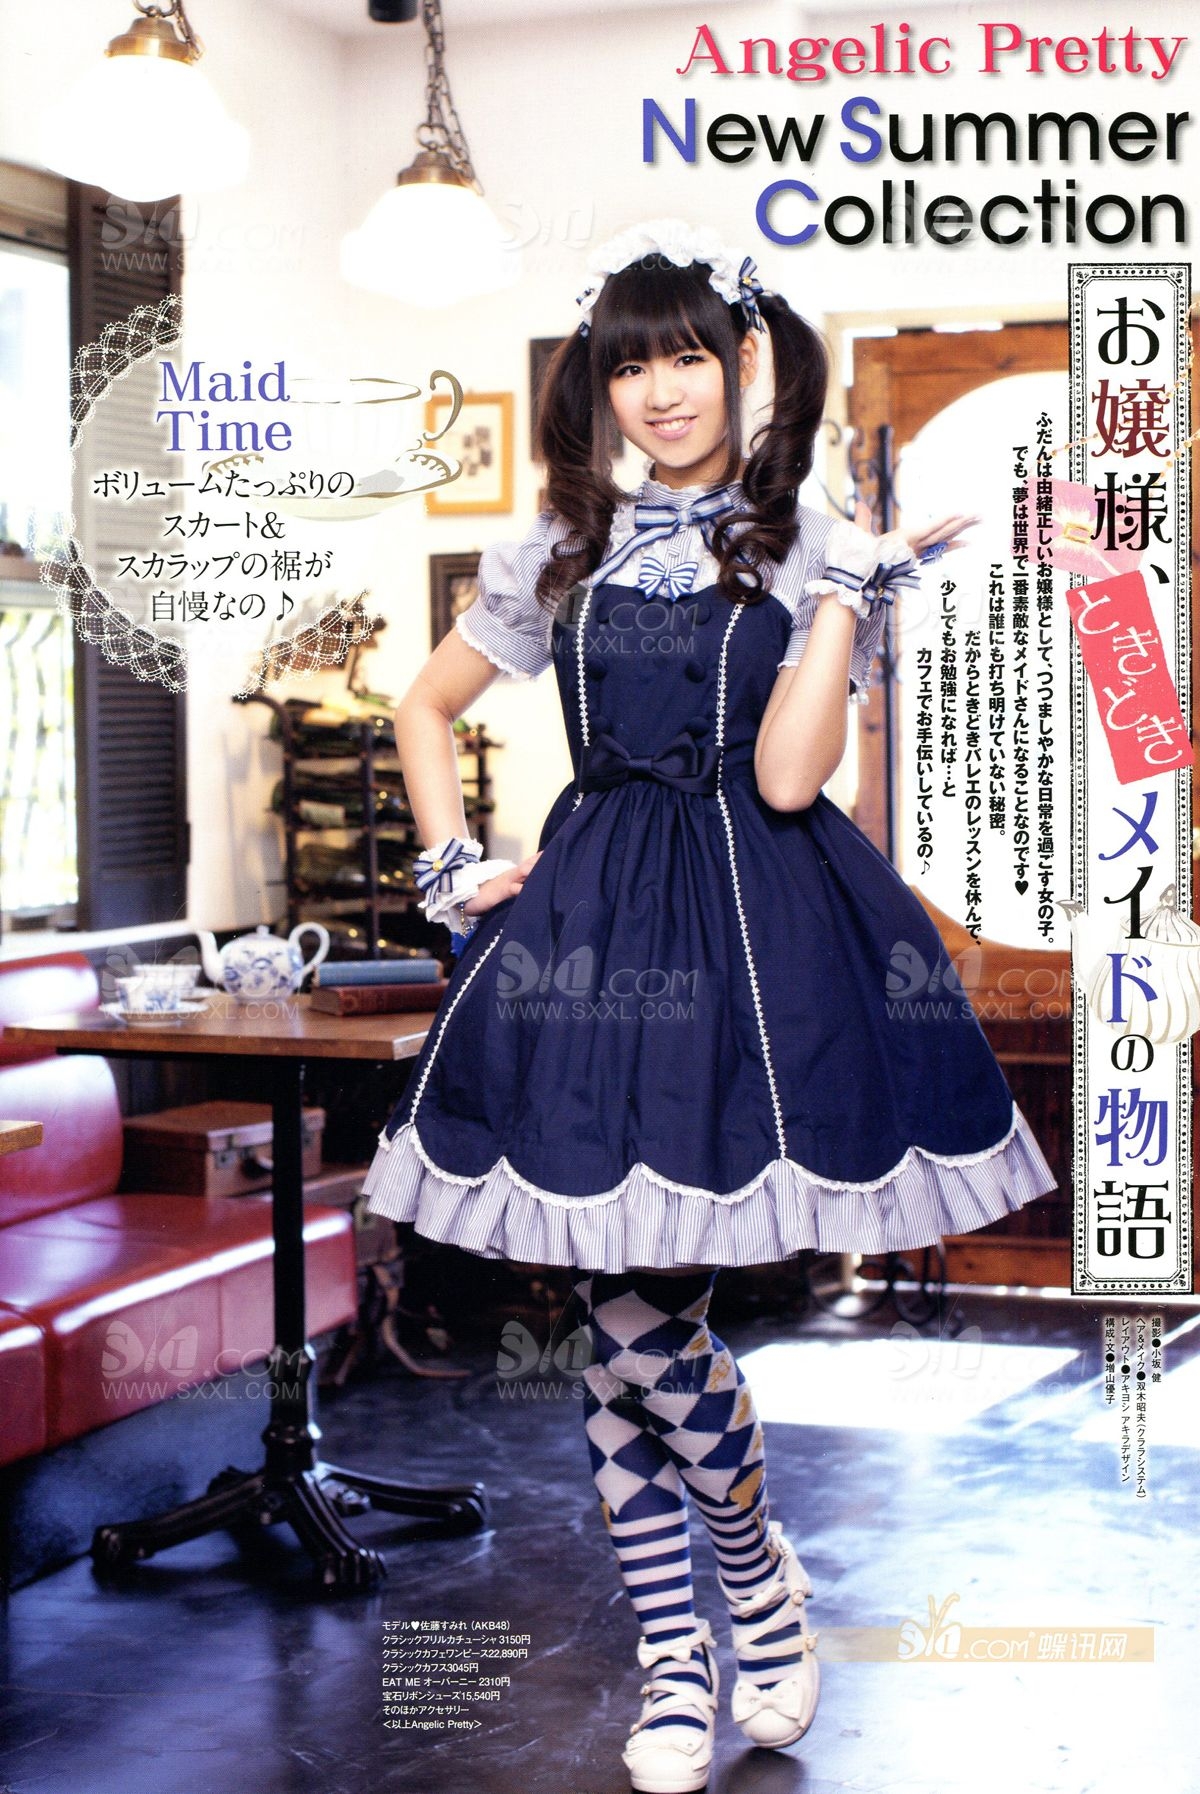 Angelic Pretty
New Summer
Collection
お嬢様、ときどきメイドの物語
ふだんは由緒正しいお嬢様として、つつましやかな日常を過ごす女の子。
でも、夢は世界で一番素敵なメイドさんになることなのです♥
これは誰にも打ち明けていない秘密。
だからときどきバレエのレッスンを休んで、
少しでもお勉強になれば…と
カフェでお手伝いしているの♪
Maid
Time
ボリュームたっぷりの
スカート&
スカラップの裾が
自慢なの♪
撮影●小坂 健
ヘア&メイク●双木昭夫(クララシステム)
レイアウト●アキヨシ アキラデザイン
構成・文●増山優子
モデル♥佐藤すみれ (AKB48)
クラシックフリルカチューシャ 3150円
クラシックカフェワンピース22,890円
クラシックカフス3045円
EAT ME オーバーニー 2310円
宝石リボンシューズ15,540円
そのほかアクセサリー
<以上Angelic Pretty>
SXXL.COM
WWW.SXXL.COM
.com 蝶讯网